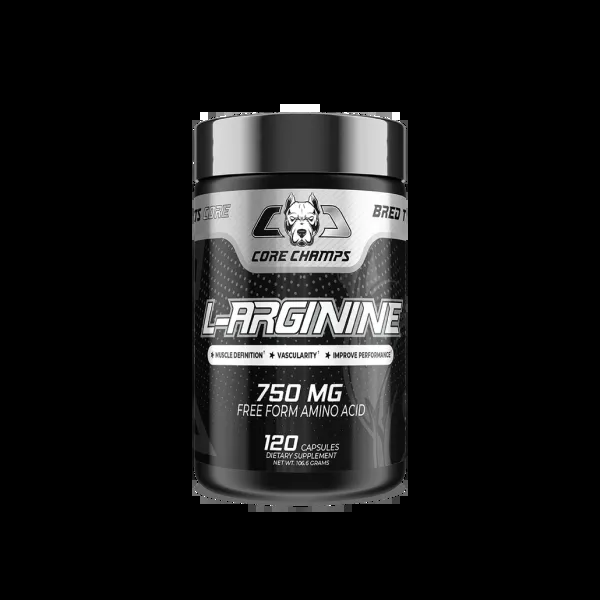 TS CORE
BRED T
CORE CHAMPS
L-ARGININE
★ MUSCLE DEFINITION† ★ VASCULARITY† ★ IMPROVE PERFORMANCE†
750 MG
FREE FORM AMINO ACID
120 CAPSULES
DIETARY SUPPLEMENT
NET WT. 106.6 GRAMS